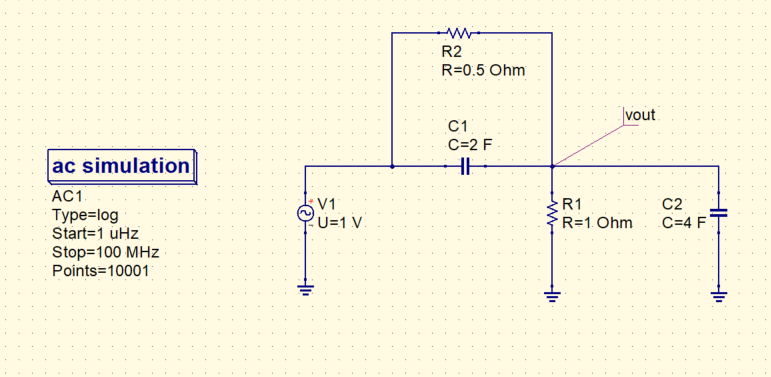 R2
R=0.5 Ohm
C1
C=2 F
vout
ac simulation
AC1
Type=log
Start=1 uHz
Stop=100 MHz
Points=10001
V1
U=1 V
R1
R=1 Ohm
C2
C=4 F